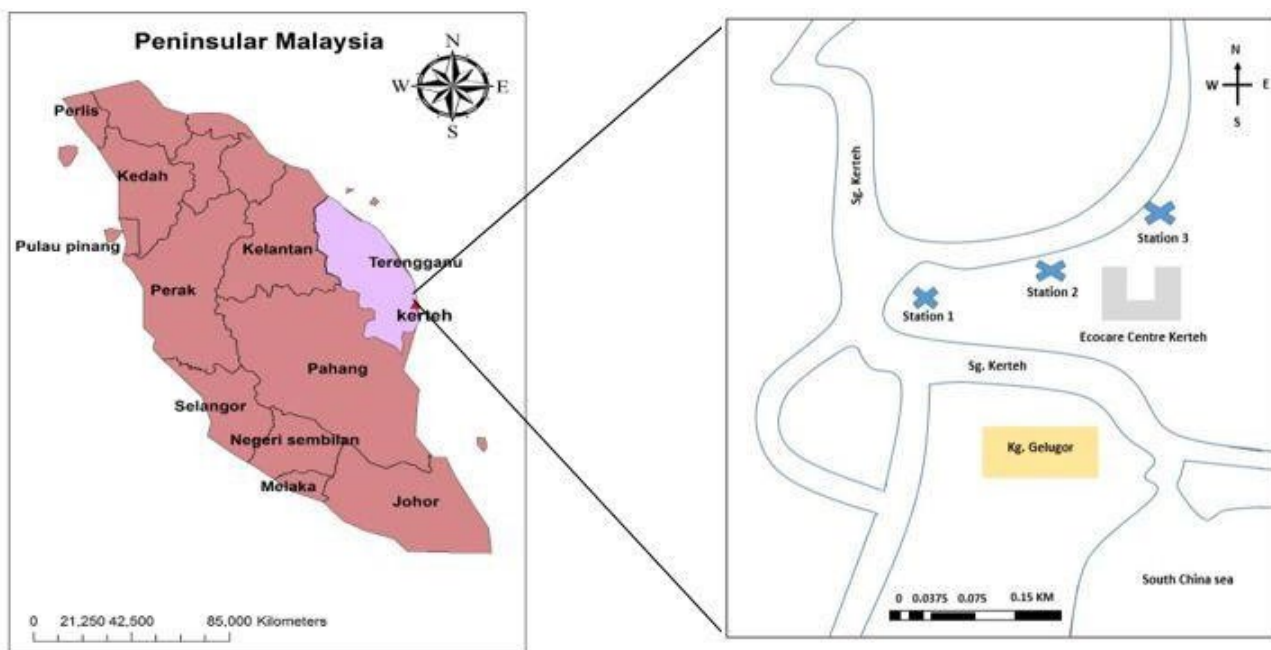 Peninsular Malaysia
N
W E
S
Perlis
Kedah
Pulau pinang
Kelantan
Terengganu
kerteh
Perak
Pahang
Selangor
Negeri sembilan
Melaka
Johor
0 21,250 42,500 85,000 Kilometers
N
W E
S
Sg. Kerteh
Station 3
Station 2
Station 1
Ecocare Centre Kerteh
Sg. Kerteh
Kg. Gelugor
South China sea
0 0.0375 0.075 0.15 KM